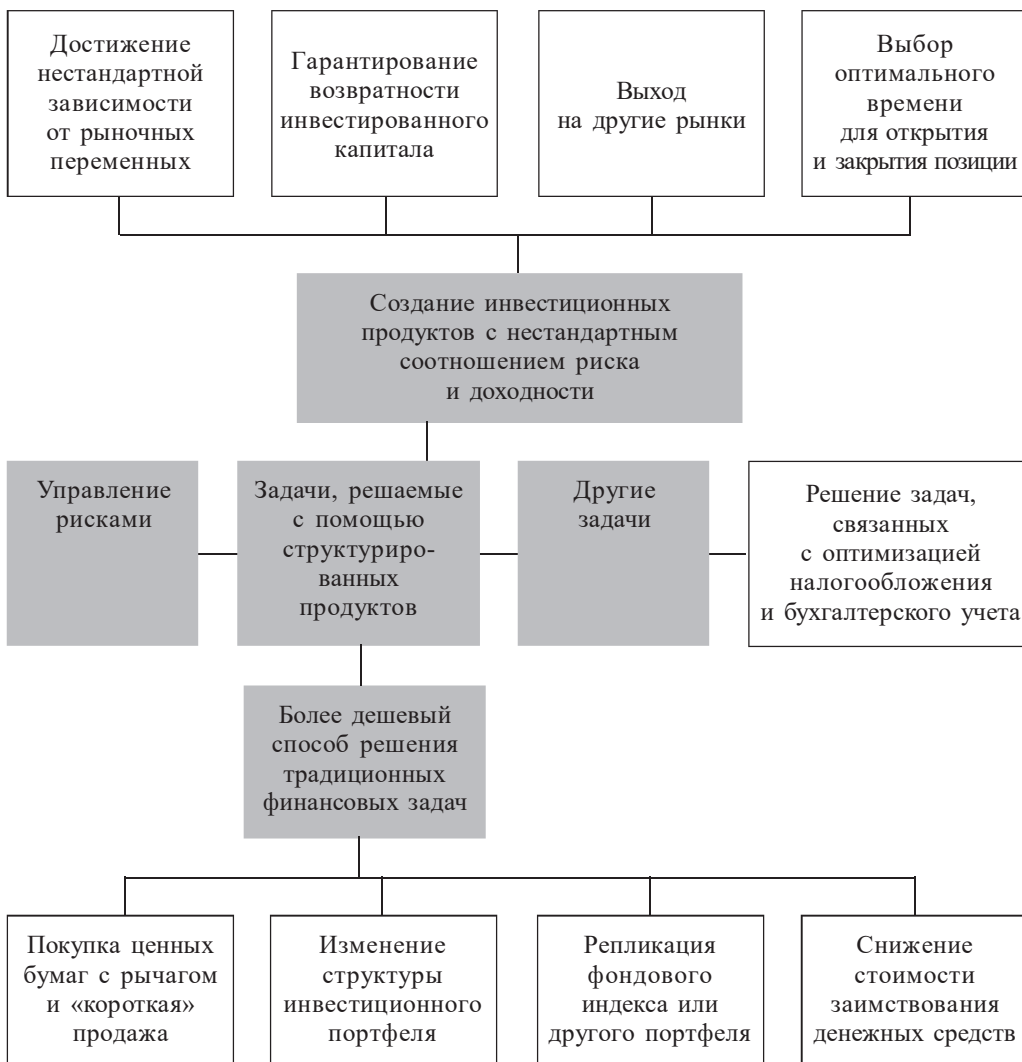 Достижение
нестандартной
зависимости
от рыночных
переменных
Гарантирование
возвратности
инвестированного
капитала
Выход
на другие рынки
Выбор
оптимального
времени
для открытия
и закрытия позиции
Создание инвестиционных
продуктов с нестандартным
соотношением риска
и доходности
Управление
рисками
Задачи, решаемые
с помощью
структуриро-
ванных
продуктов
Другие
задачи
Решение задач,
связанных
с оптимизацией
налогообложения
и бухгалтерского учета
Более дешевый
способ решения
традиционных
финансовых задач
Покупка ценных
бумаг с рычагом
и «короткая»
продажа
Изменение
структуры
инвестиционного
портфеля
Репликация
фондового
индекса или
другого портфеля
Снижение
стоимости
заимствования
денежных средств